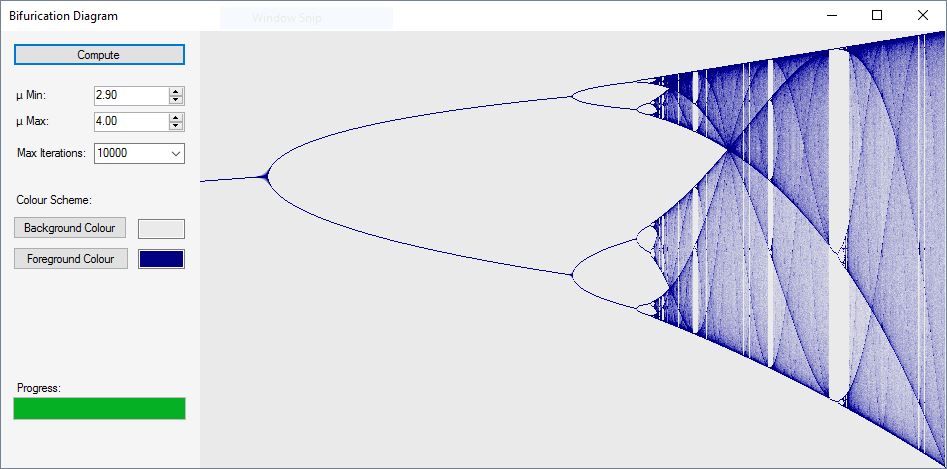 Bifurication Diagram
Window Snip
Compute
µ Min: 2.90
µ Max: 4.00
Max Iterations: 10000
Colour Scheme:
Background Colour
Foreground Colour
Progress: